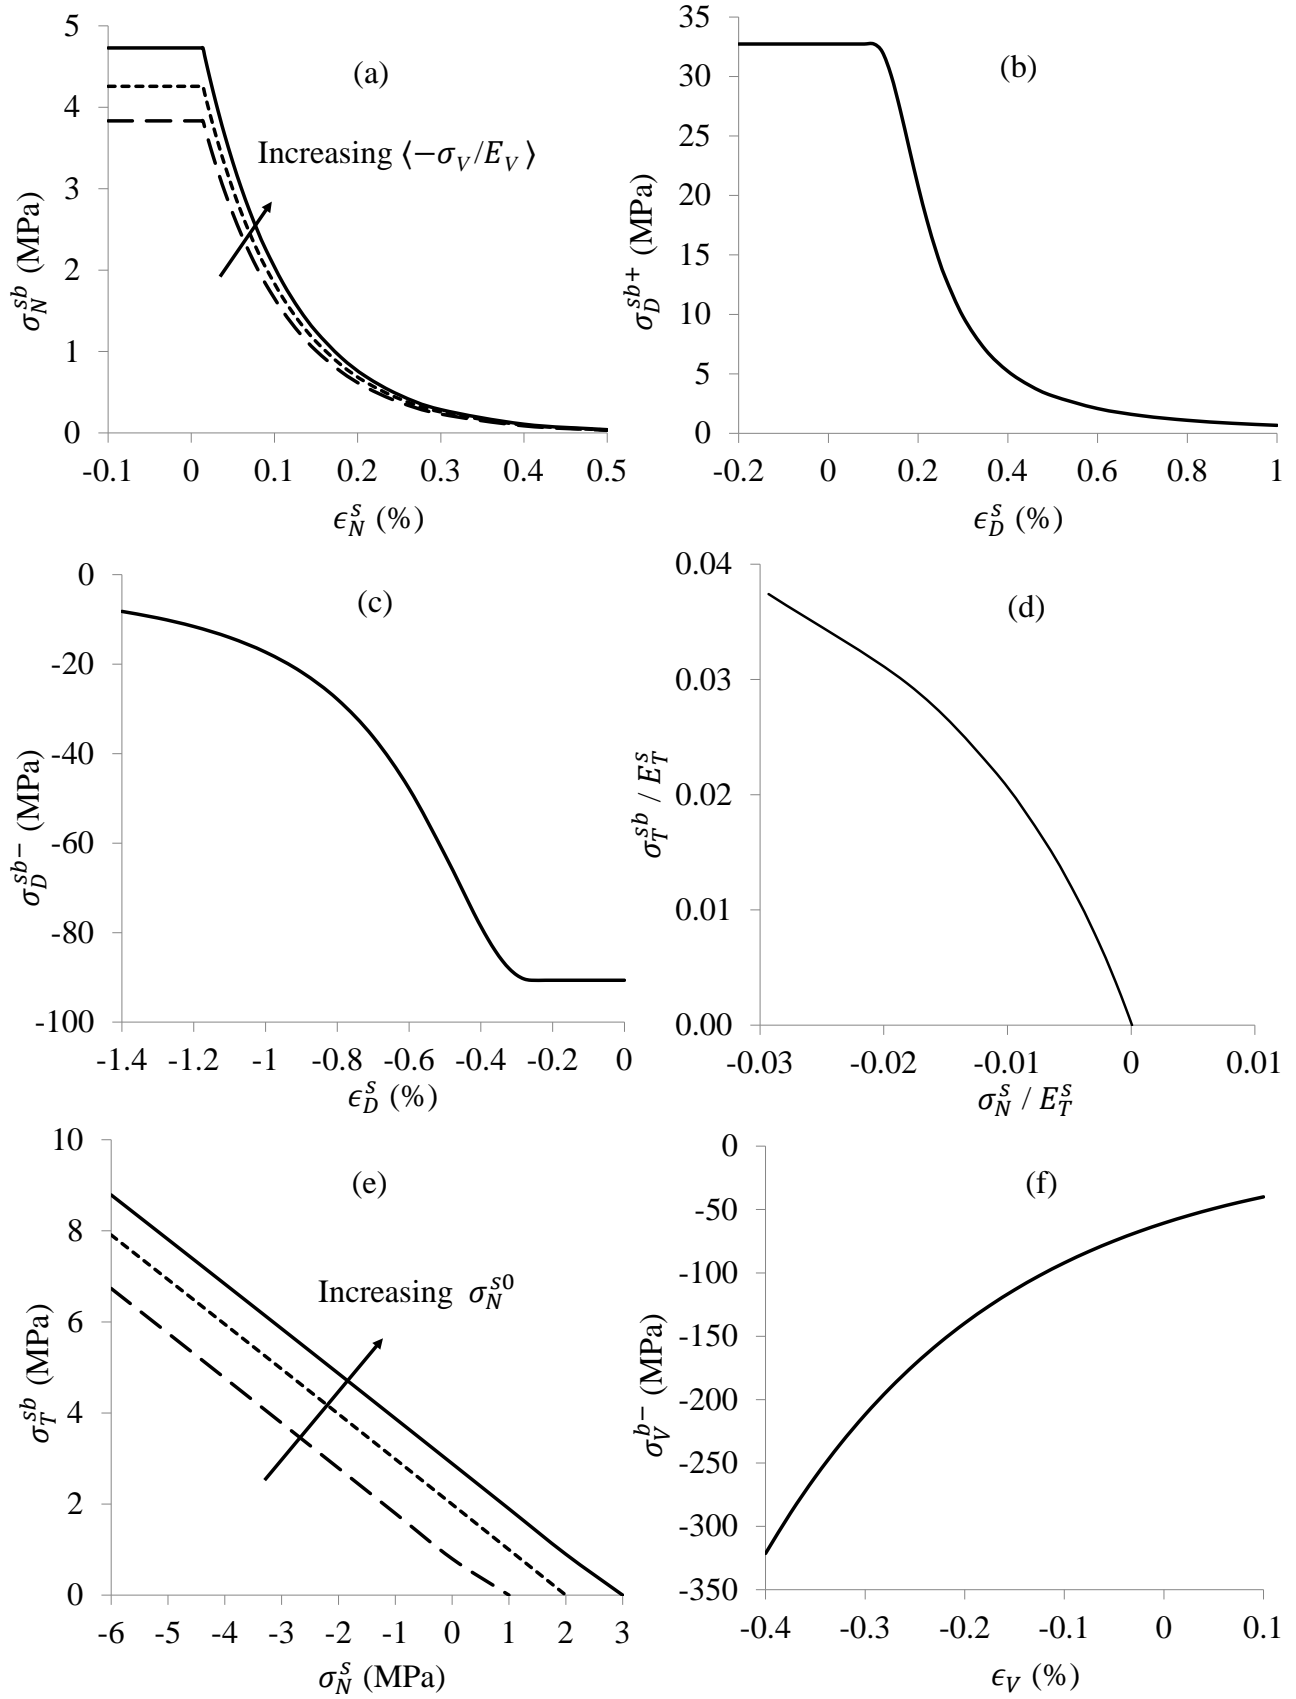 5
4
3
2
1
0
-0.1 0 0.1 0.2 0.3 0.4 0.5
σ_N^{sb} (MPa)
ϵ_N^s (%)
(a)
Increasing ⟨−σ_V/E_V⟩
35
30
25
20
15
10
5
0
-0.2 0 0.2 0.4 0.6 0.8 1
σ_D^{sb+} (MPa)
ϵ_D^s (%)
(b)
0
-20
-40
-60
-80
-100
-1.4 -1.2 -1 -0.8 -0.6 -0.4 -0.2 0
σ_D^{sb−} (MPa)
ϵ_D^s (%)
(c)
0.04
0.03
0.02
0.01
0.00
-0.03 -0.02 -0.01 0 0.01
σ_T^{sb} / E_T^s
σ_N^s / E_T^s
(d)
10
8
6
4
2
0
-6 -5 -4 -3 -2 -1 0 1 2 3
σ_T^{sb} (MPa)
σ_N^s (MPa)
(e)
Increasing σ_N^{s0}
0
-50
-100
-150
-200
-250
-300
-350
-0.4 -0.3 -0.2 -0.1 0 0.1
σ_V^{b−} (MPa)
ϵ_V (%)
(f)